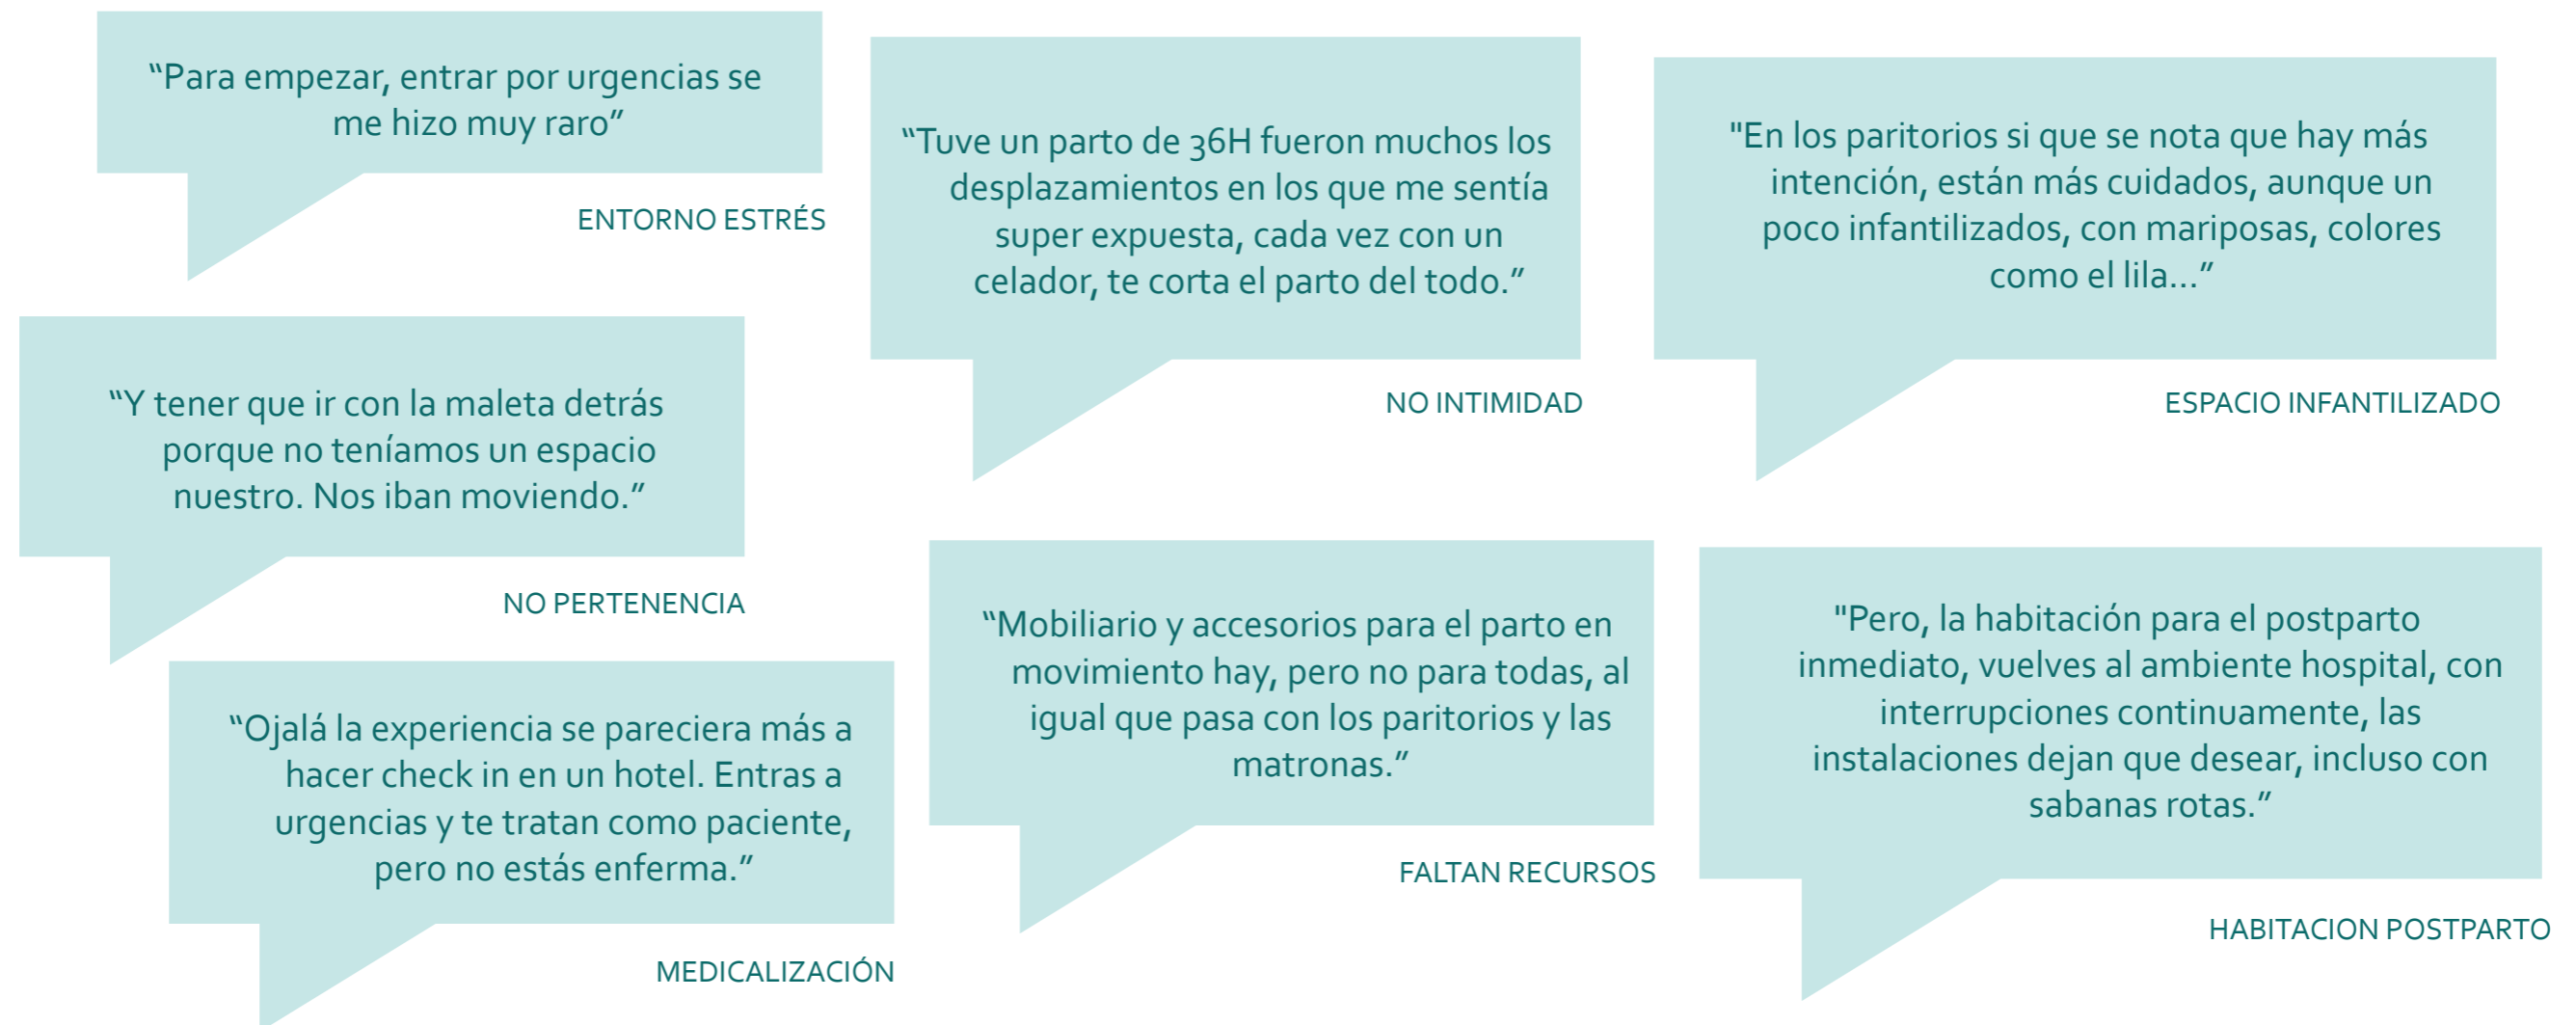 “Para empezar, entrar por urgencias se
me hizo muy raro”
ENTORNO ESTRÉS
“Y tener que ir con la maleta detrás
porque no teníamos un espacio
nuestro. Nos iban moviendo.”
NO PERTENENCIA
“Ojalá la experiencia se pareciera más a
hacer check in en un hotel. Entras a
urgencias y te tratan como paciente,
pero no estás enferma.”
MEDICALIZACIÓN
“Tuve un parto de 36H fueron muchos los
desplazamientos en los que me sentía
super expuesta, cada vez con un
celador, te corta el parto del todo.”
NO INTIMIDAD
“Mobiliario y accesorios para el parto en
movimiento hay, pero no para todas, al
igual que pasa con los paritorios y las
matronas.”
FALTAN RECURSOS
"En los paritorios si que se nota que hay más
intención, están más cuidados, aunque un
poco infantilizados, con mariposas, colores
como el lila...”
ESPACIO INFANTILIZADO
"Pero, la habitación para el postparto
inmediato, vuelves al ambiente hospital, con
interrupciones continuamente, las
instalaciones dejan que desear, incluso con
sabanas rotas.”
HABITACION POSTPARTO